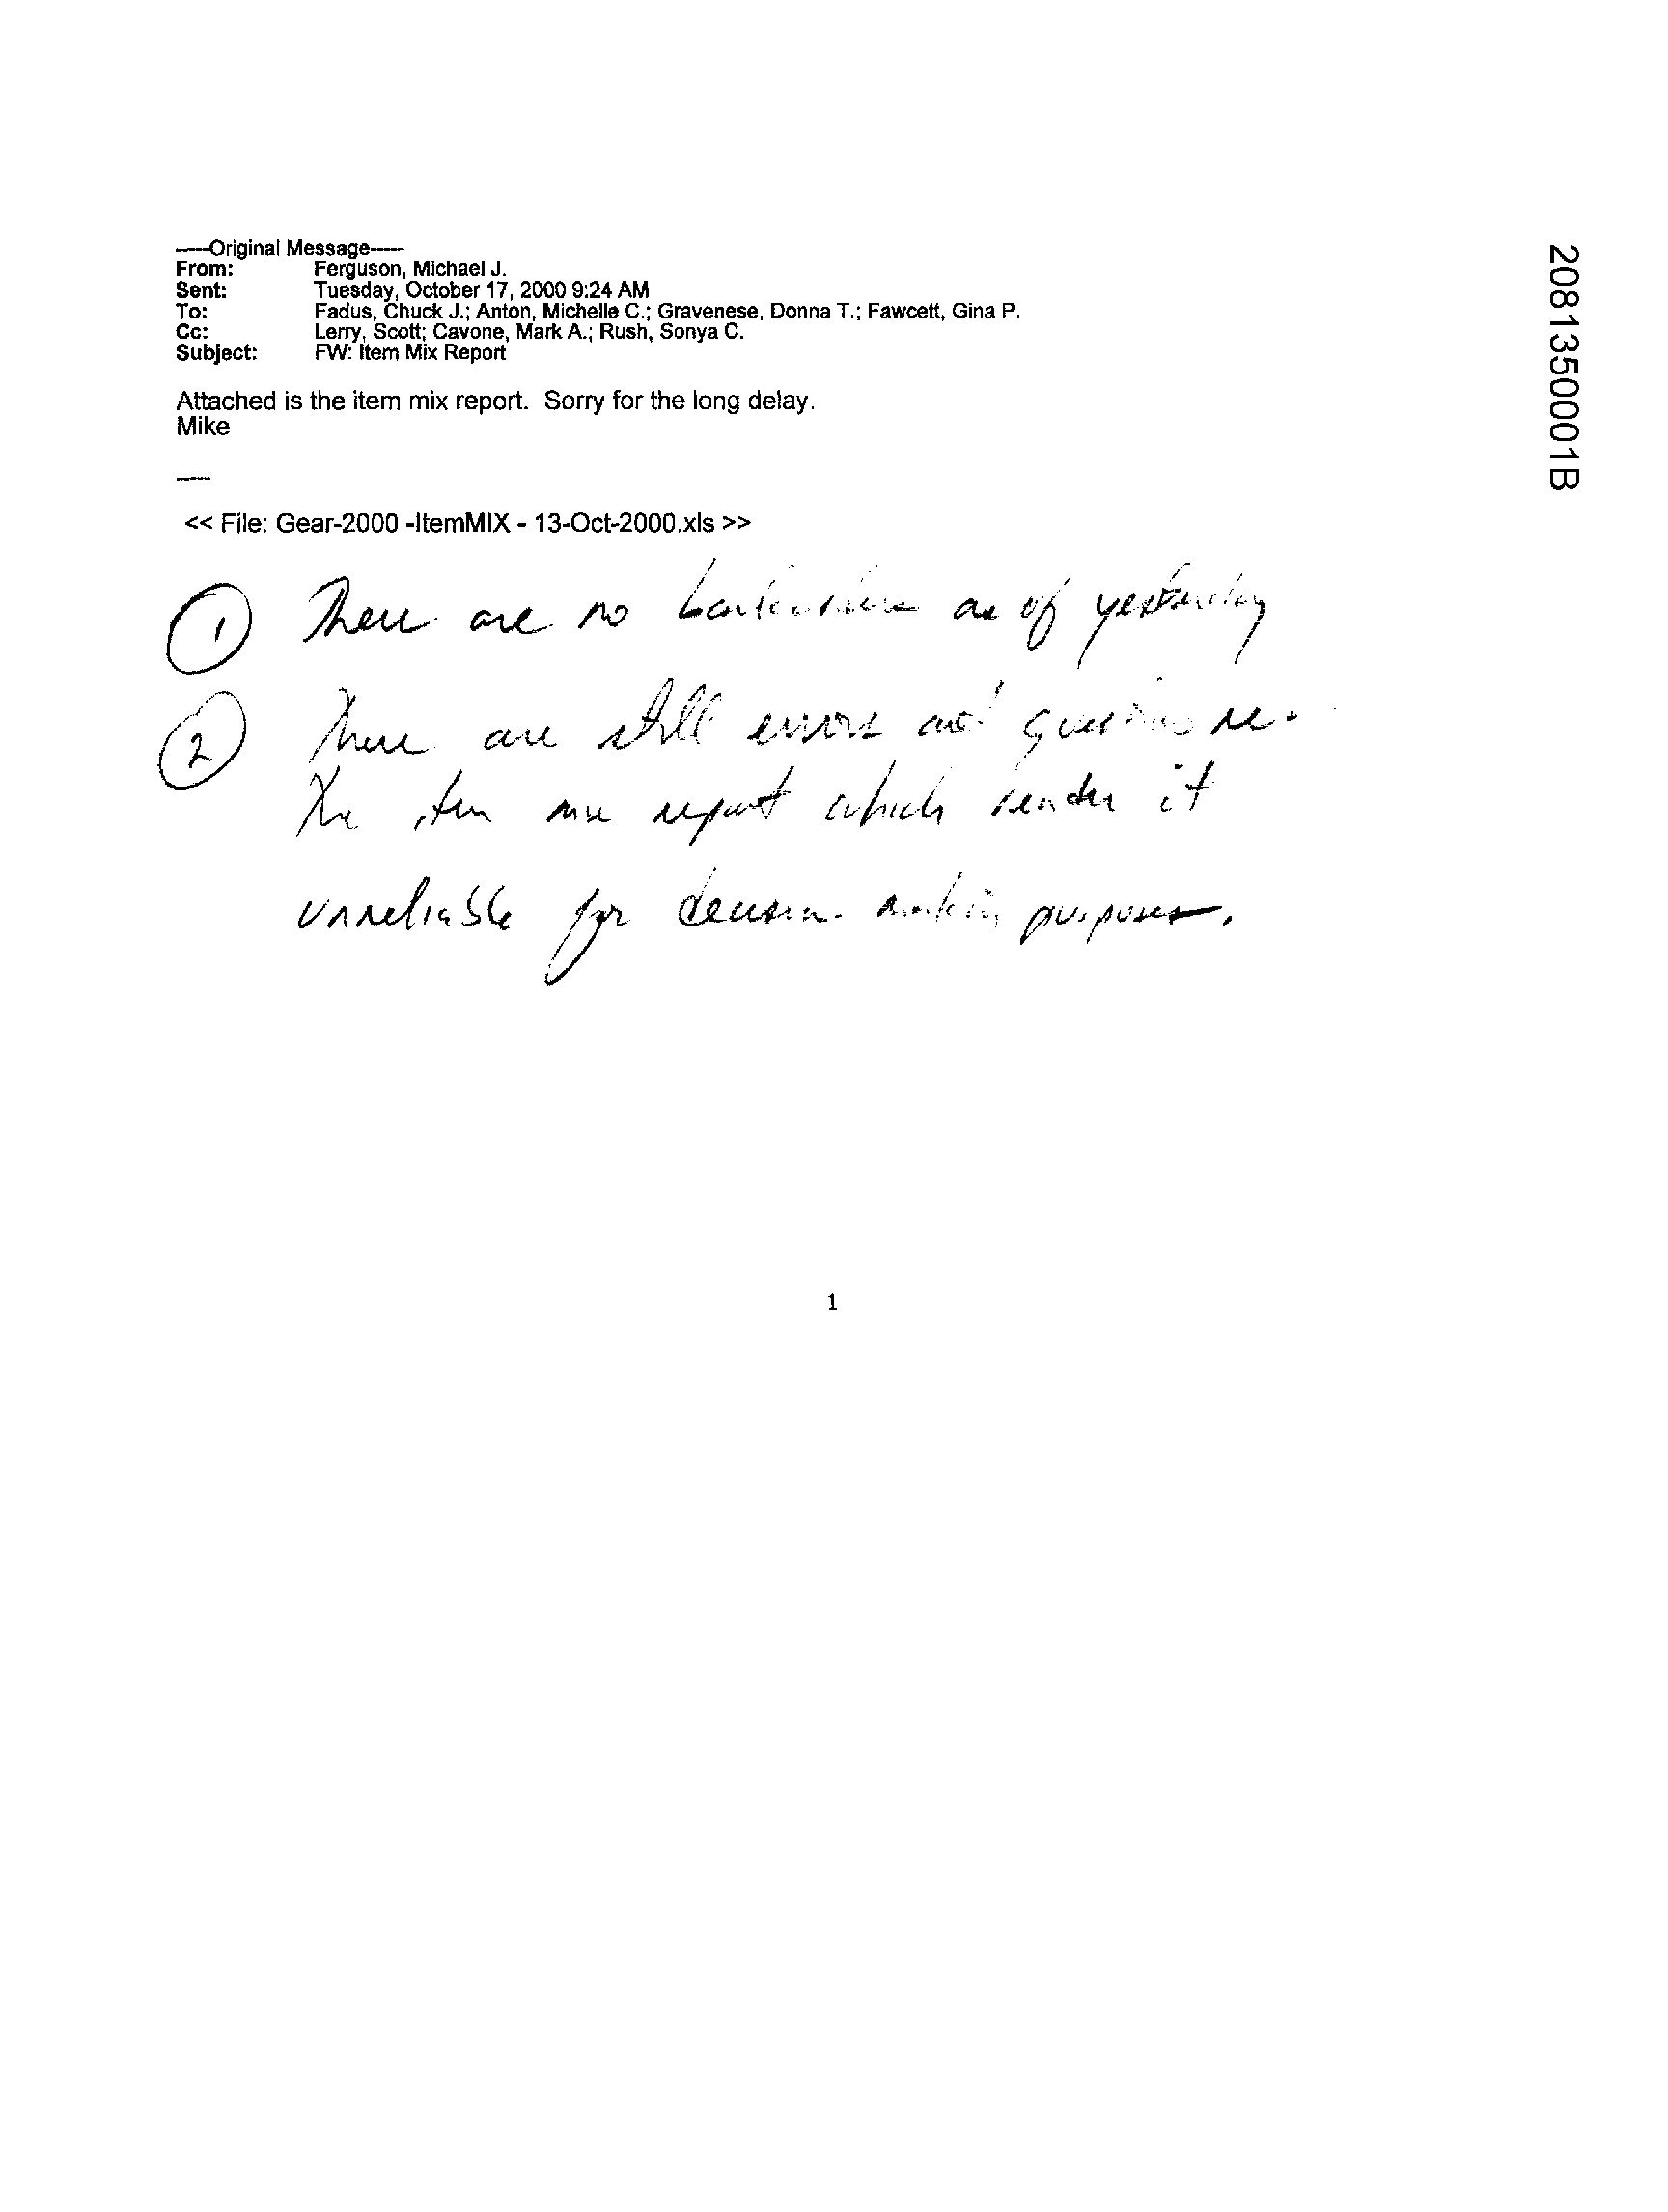 -----Original Message-----
From: Ferguson, Michael J.
Sent: Tuesday, October 17, 2000 9:24 AM
To: Fadus, Chuck J.; Anton, Michelle C.; Gravenese, Donna T.; Fawcett, Gina P.
Cc: Lerry, Scott; Cavone, Mark A.; Rush, Sonya C.
Subject: FW: Item Mix Report
Attached is the item mix report. Sorry for the long delay.
Mike
----
<< File: Gear-2000 -ItemMIX - 13-Oct-2000.xls >>
1 There are no as of yesterday
2 There are still errors and questions re.
the item mix report which render it
unreliable for decision making purposes.
1
2081350001B